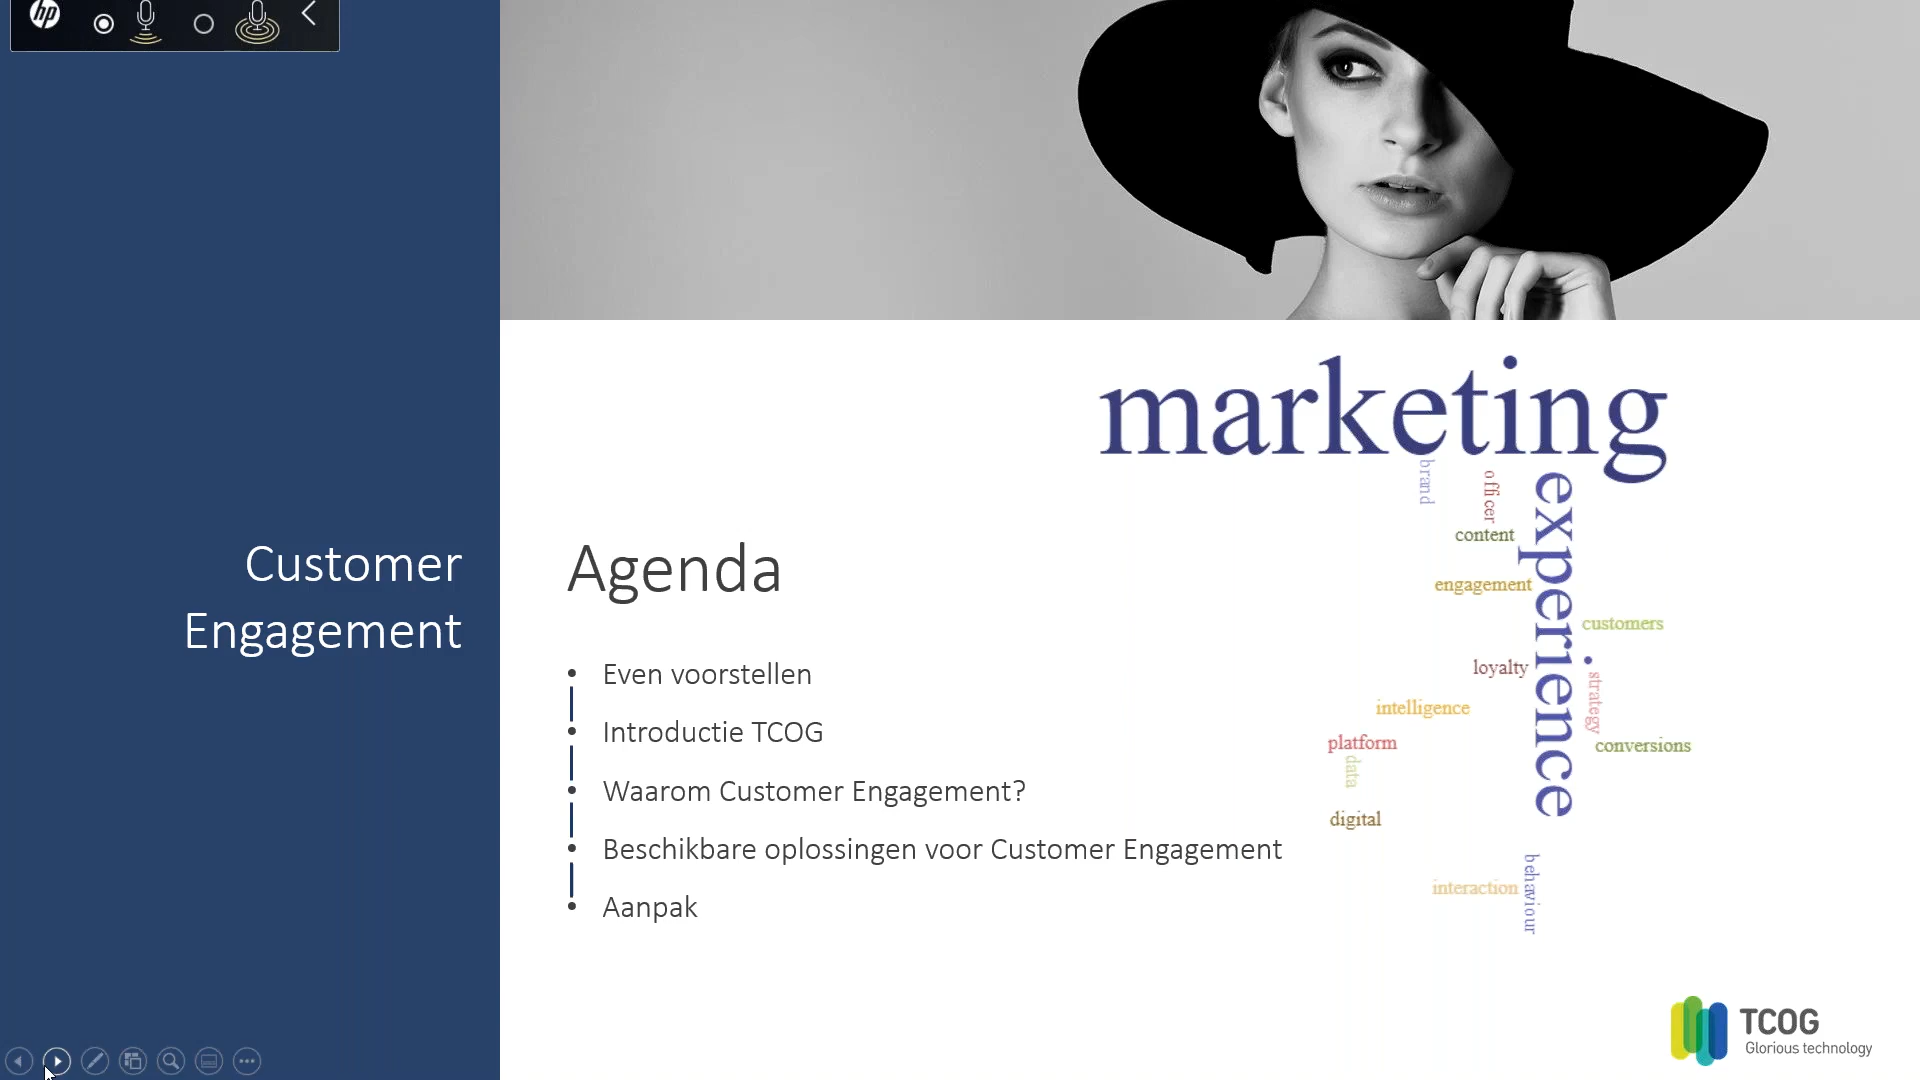 hp
Customer
Engagement
Agenda
• Even voorstellen
• Introductie TCOG
• Waarom Customer Engagement?
• Beschikbare oplossingen voor Customer Engagement
• Aanpak
marketing
brand
officer
experience
content
engagement
customers
loyalty
strategy
intelligence
platform
conversions
data
digital
behaviour
interaction
TCOG
Glorious technology